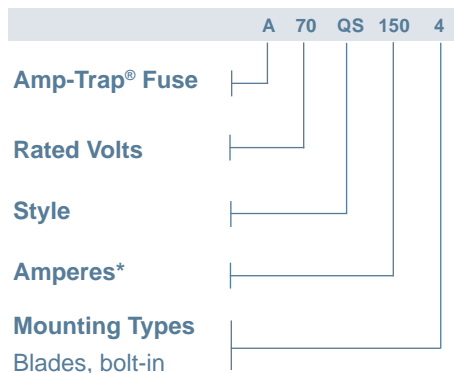 A 70 QS 150 4
Amp-Trap® Fuse
Rated Volts
Style
Amperes*
Mounting Types
Blades, bolt-in